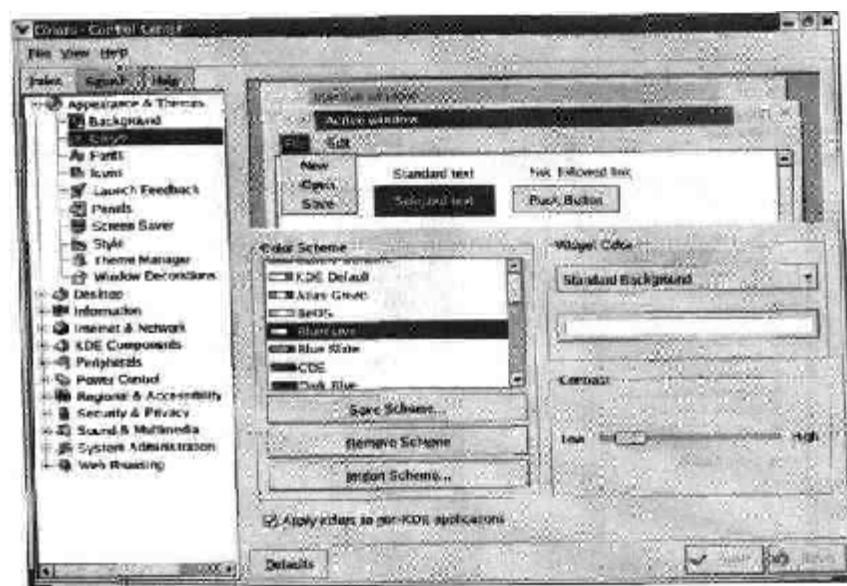 Colors - Control Center
File View Help
Index Search Help
Appearance & Themes
Background
Colors
Fonts
Icons
Launch Feedback
Panels
Screen Saver
Style
Theme Manager
Window Decorations
Desktop
Information
Internet & Network
KDE Components
Peripherals
Power Control
Regional & Accessibility
Security & Privacy
Sound & Multimedia
System Administration
Web Browsing
Inactive window
Active window
File Edit
New
Open
Save
Standard text
Selected text
Not followed link
Push Button
Color Scheme
KDE Default
Atlas Green
BeOS
Blue Slate
CDE
Dark Blue
Save Scheme...
Remove Scheme
Import Scheme...
Widget Color
Standard Background
Contrast
Low High
Apply colors to non-KDE applications
Defaults
Apply
Reset